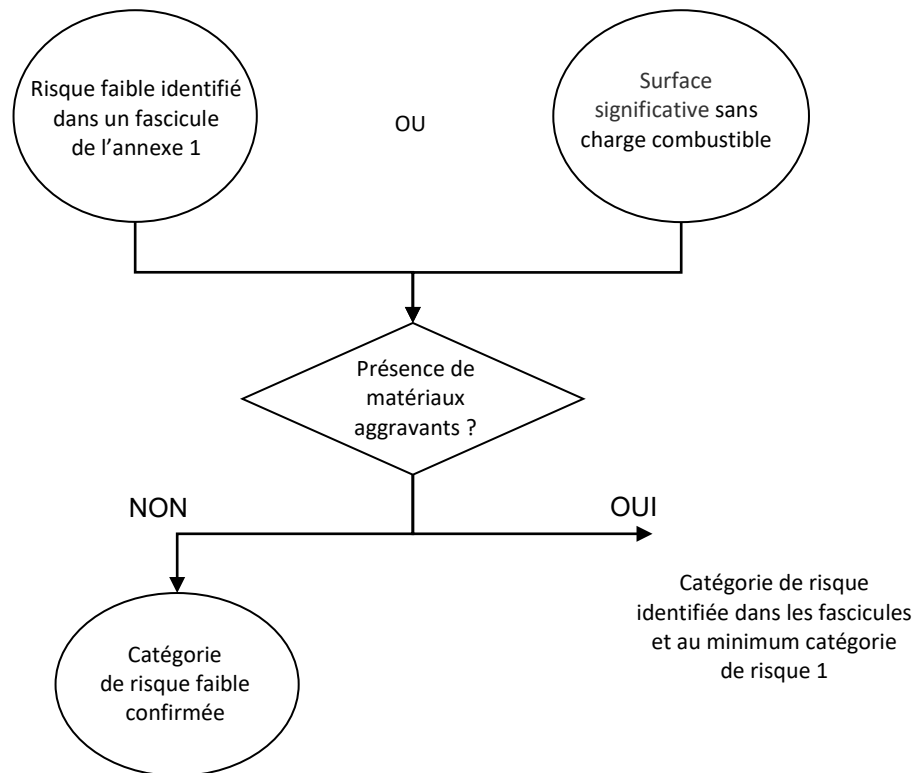 Risque faible identifié
dans un fascicule
de l’annexe 1
OU
Surface
significative sans
charge combustible
Présence de
matériaux
aggravants ?
NON
OUI
Catégorie
de risque faible
confirmée
Catégorie de risque
identifiée dans les fascicules
et au minimum catégorie
de risque 1